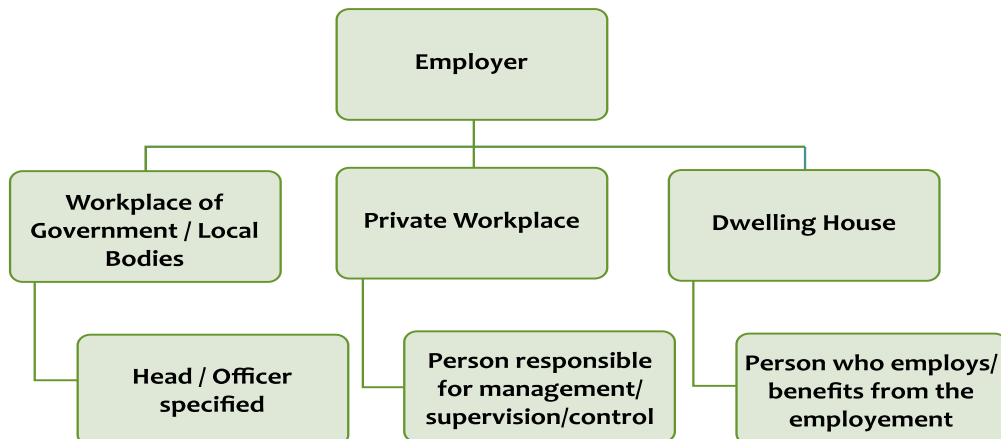 Employer
Workplace of
Government / Local
Bodies
Private Workplace
Dwelling House
Head / Officer
specified
Person responsible
for management/
supervision/control
Person who employs/
benefits from the
employement